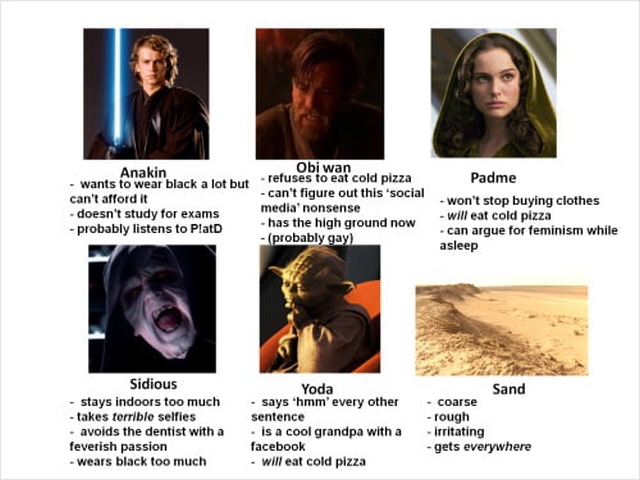 Anakin
- wants to wear black a lot but
can't afford it
- doesn't study for exams
- probably listens to P!atD
Obi wan
- refuses to eat cold pizza
- can't figure out this 'social
media' nonsense
- has the high ground now
- (probably gay)
Padme
- won't stop buying clothes
- will eat cold pizza
- can argue for feminism while
asleep
Sidious
- stays indoors too much
- takes terrible selfies
- avoids the dentist with a
feverish passion
- wears black too much
Yoda
- says 'hmm' every other
sentence
- is a cool grandpa with a
facebook
- will eat cold pizza
Sand
- coarse
- rough
- irritating
- gets everywhere